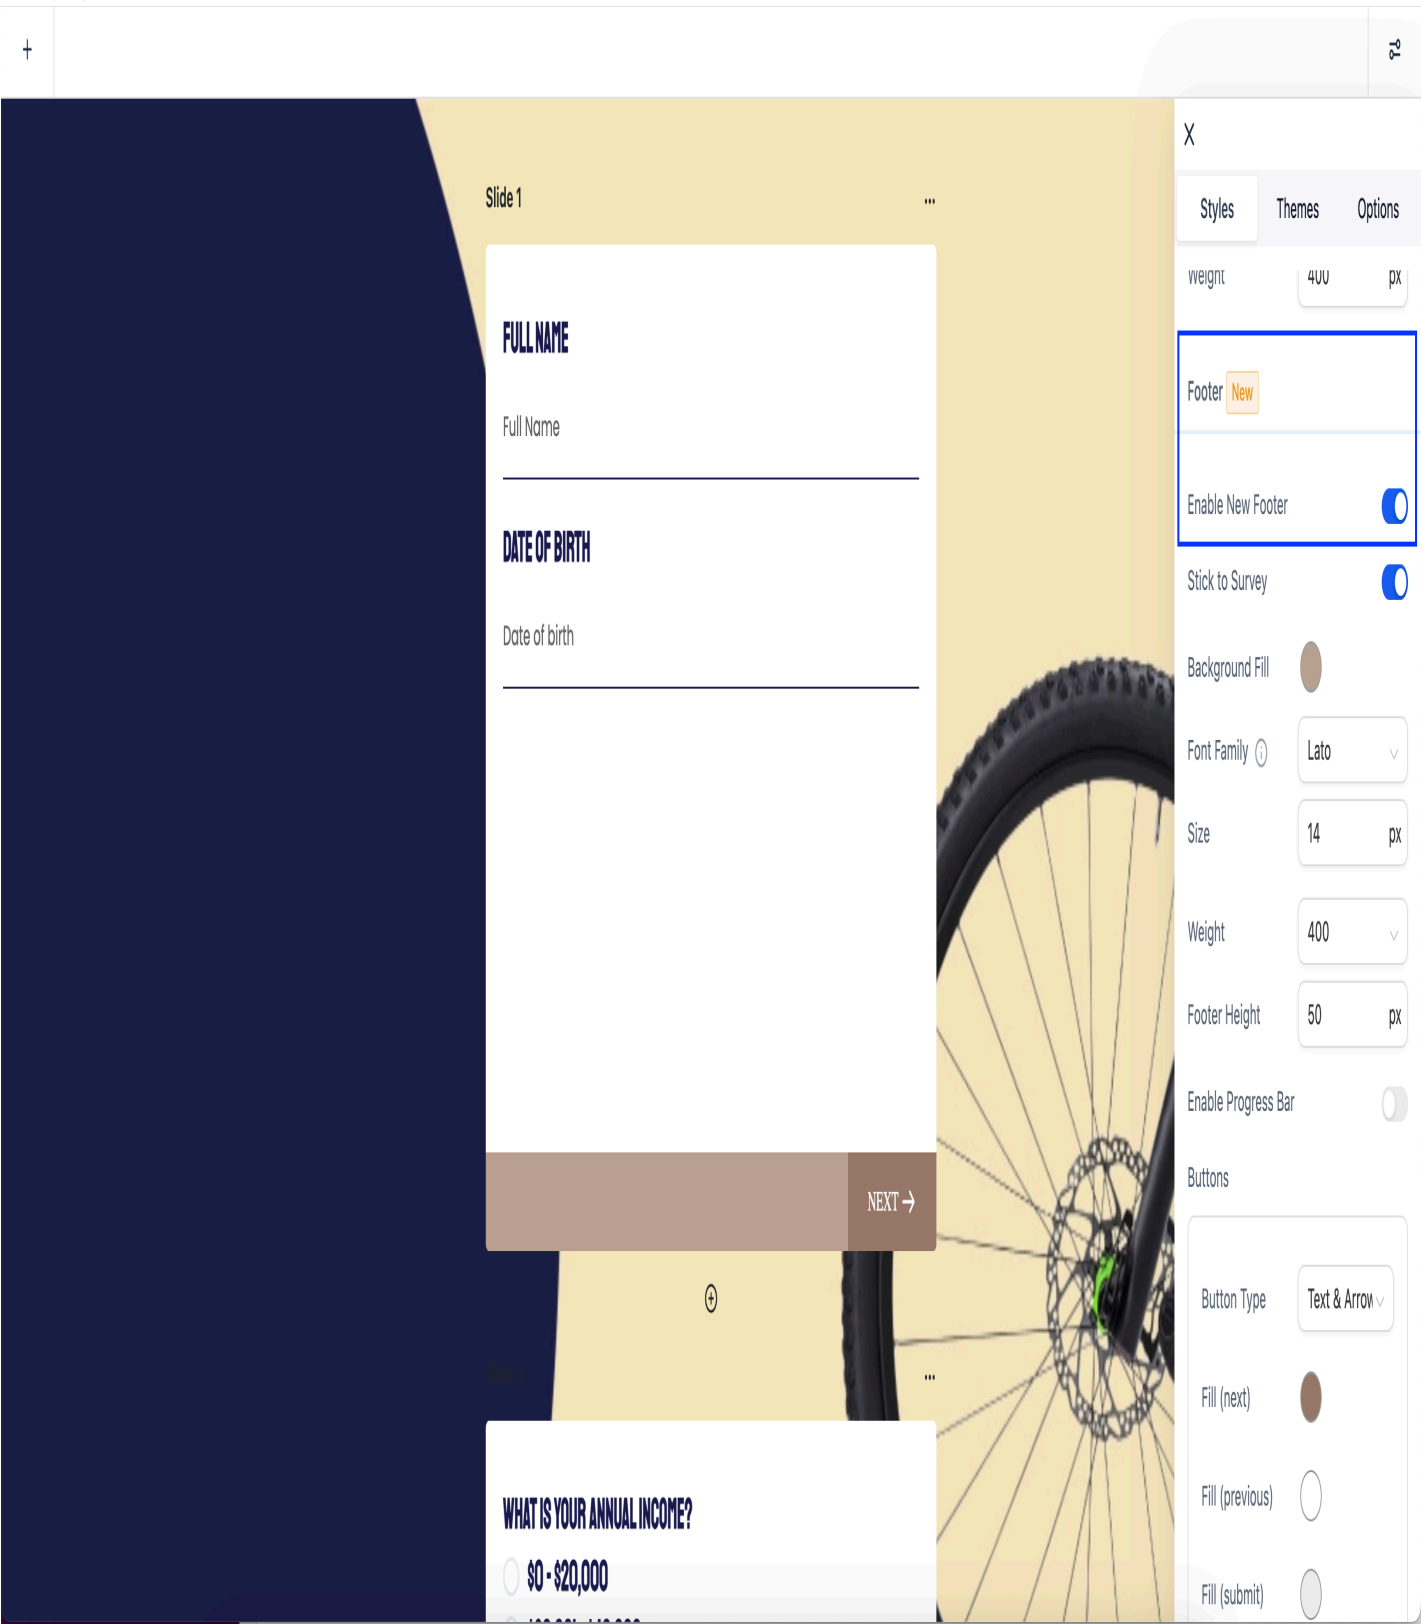 Slide 1
...
FULL NAME
Full Name
DATE OF BIRTH
Date of birth
NEXT →
...
WHAT IS YOUR ANNUAL INCOME?
$0 - $20,000
Styles Themes Options
Weight 400 px
Footer New
Enable New Footer
Stick to Survey
Background Fill
Font Family Lato
Size 14 px
Weight 400
Footer Height 50 px
Enable Progress Bar
Buttons
Button Type Text & Arrow
Fill (next)
Fill (previous)
Fill (submit)